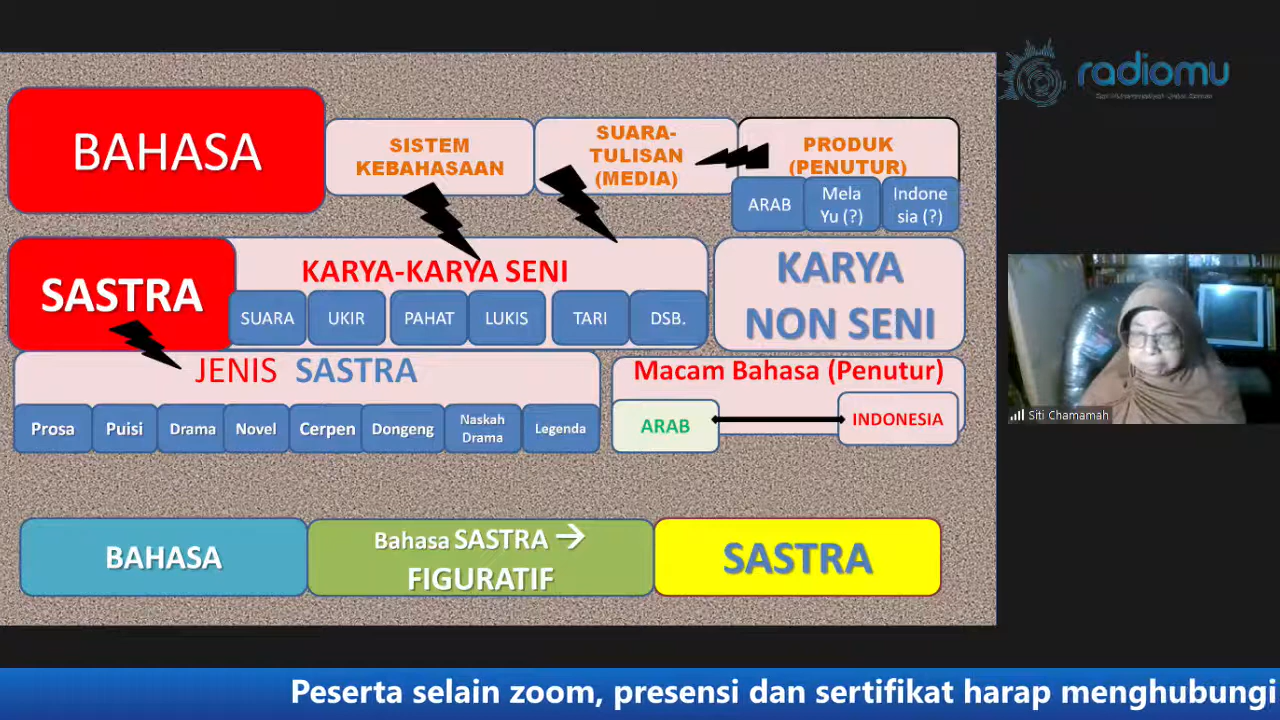 radiomu
BAHASA
SISTEM
KEBAHASAAN
SUARA-
TULISAN
(MEDIA)
PRODUK
(PENUTUR)
ARAB
Mela
Yu (?)
Indone
sia (?)
SASTRA
KARYA-KARYA SENI
SUARA
UKIR
PAHAT
LUKIS
TARI
DSB.
KARYA
NON SENI
JENIS SASTRA
Prosa
Puisi
Drama
Novel
Cerpen
Dongeng
Naskah
Drama
Legenda
Macam Bahasa (Penutur)
ARAB
INDONESIA
Siti Chamamah
BAHASA
Bahasa SASTRA →
FIGURATIF
SASTRA
Peserta selain zoom, presensi dan sertifikat harap menghubungi